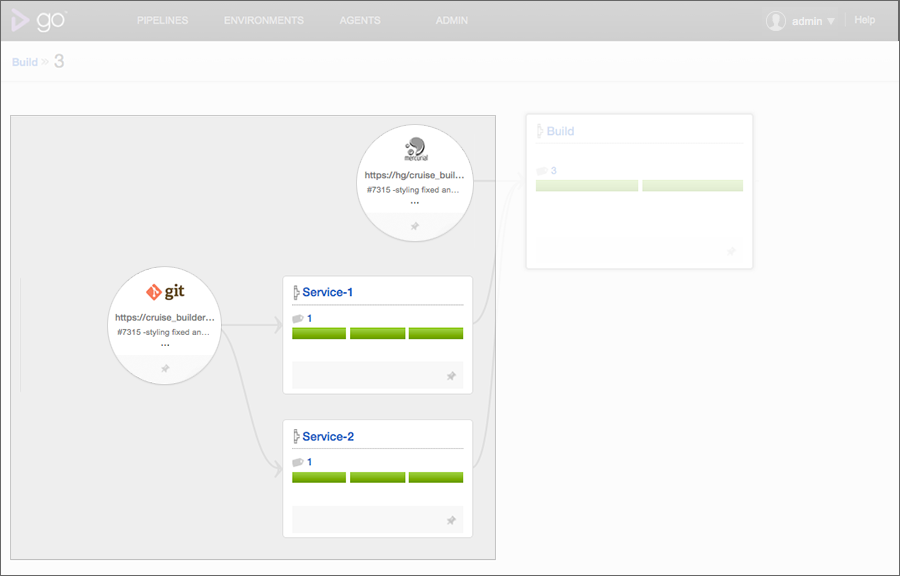 go™
PIPELINES
ENVIRONMENTS
AGENTS
ADMIN
admin ▼
Help
Build » 3
mercurial
https://hg/cruise_buil...
#7315 -styling fixed an...
...
Build
3
git
https://cruise_builder...
#7315 -styling fixed an...
...
Service-1
1
Service-2
1